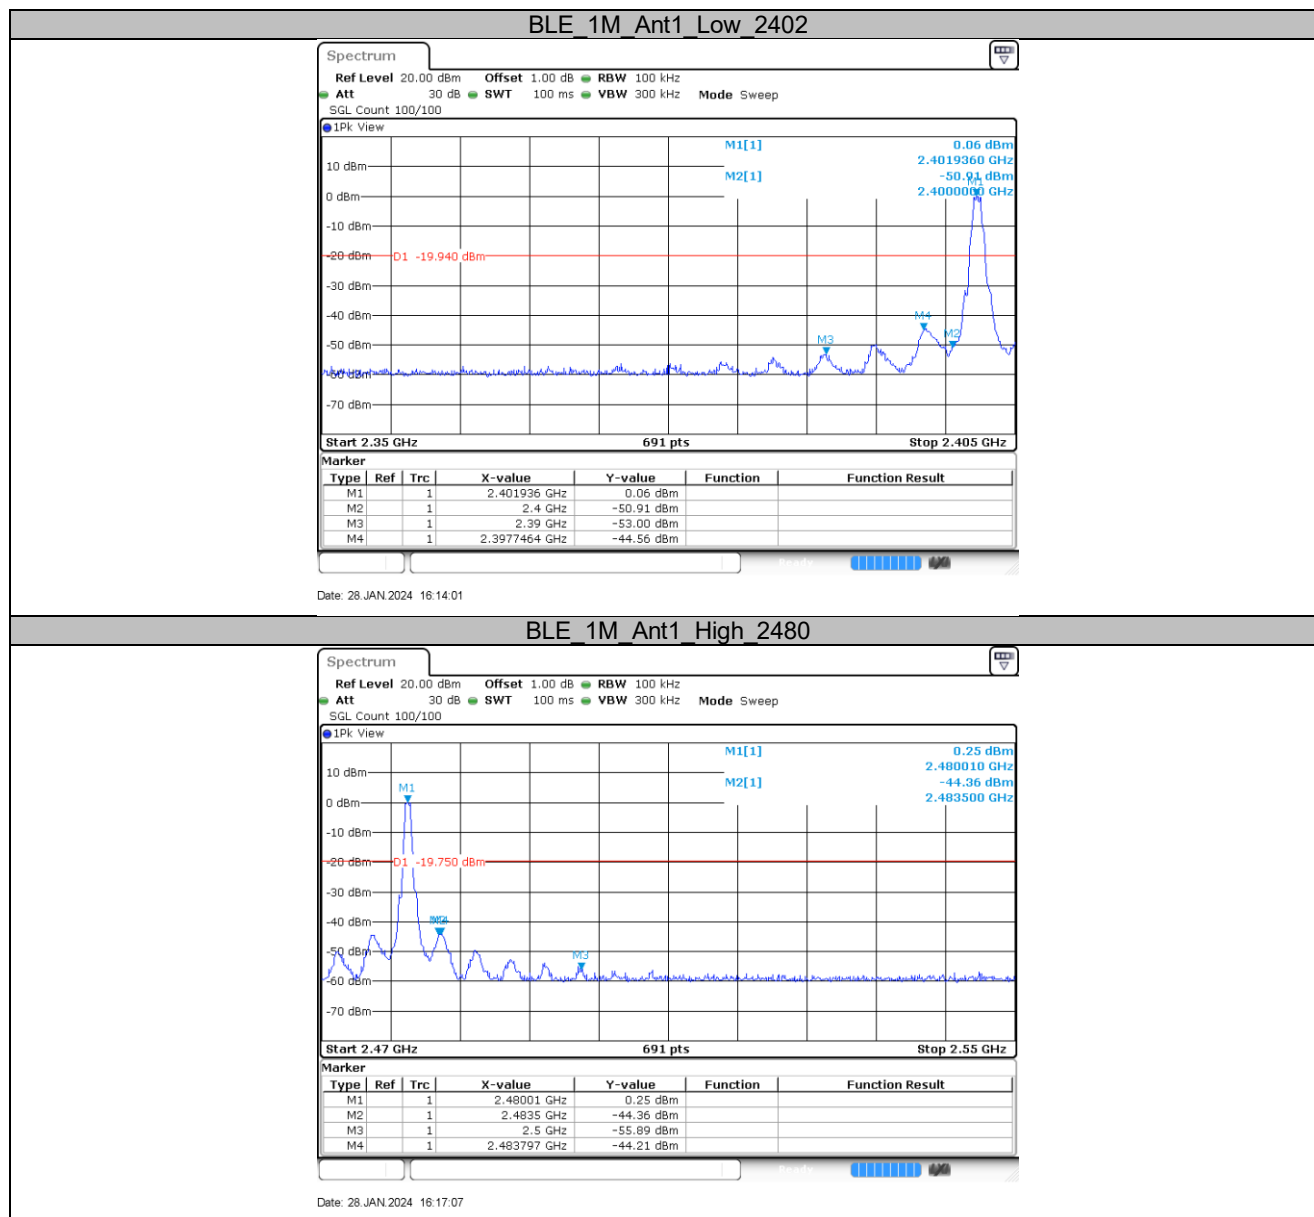 BLE_1M_Ant1_Low_2402
Spectrum
Ref Level 20.00 dBm Offset 1.00 dB RBW 100 kHz
Att 30 dB SWT 100 ms VBW 300 kHz Mode Sweep
SGL Count 100/100
1Pk View
M1[1] 0.06 dBm
2.4019360 GHz
M2[1] -50.91 dBm
2.4000000 GHz
M1
10 dBm
0 dBm
-10 dBm
-20 dBm
D1 -19.940 dBm
-30 dBm
-40 dBm
M4
M2
M3
-50 dBm
-60 dBm
-70 dBm
Start 2.35 GHz 691 pts Stop 2.405 GHz
Marker
Type Ref Trc X-value Y-value Function Function Result
M1 1 2.401936 GHz 0.06 dBm
M2 1 2.4 GHz -50.91 dBm
M3 1 2.39 GHz -53.00 dBm
M4 1 2.3977464 GHz -44.56 dBm
Ready
Date: 28.JAN.2024 16:14:01
BLE_1M_Ant1_High_2480
Spectrum
Ref Level 20.00 dBm Offset 1.00 dB RBW 100 kHz
Att 30 dB SWT 100 ms VBW 300 kHz Mode Sweep
SGL Count 100/100
1Pk View
M1[1] 0.25 dBm
2.480010 GHz
M2[1] -44.36 dBm
2.483500 GHz
10 dBm
M1
0 dBm
-10 dBm
-20 dBm
D1 -19.750 dBm
-30 dBm
-40 dBm
-50 dBm
M3
-60 dBm
-70 dBm
Start 2.47 GHz 691 pts Stop 2.55 GHz
Marker
Type Ref Trc X-value Y-value Function Function Result
M1 1 2.48001 GHz 0.25 dBm
M2 1 2.4835 GHz -44.36 dBm
M3 1 2.5 GHz -55.89 dBm
M4 1 2.483797 GHz -44.21 dBm
Ready
Date: 28.JAN.2024 16:17:07